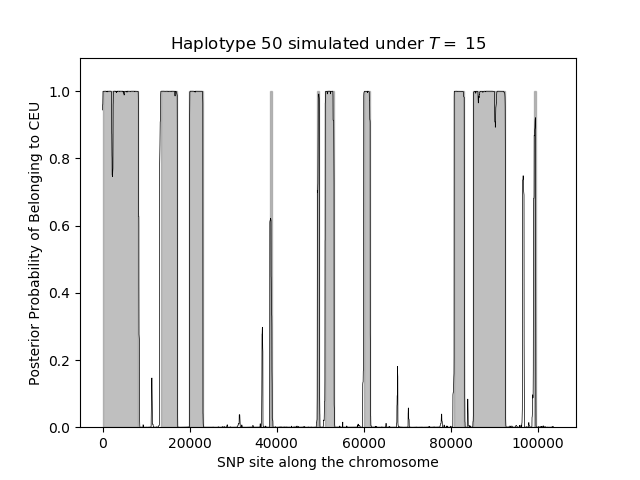 Haplotype 50 simulated under T = 15
Posterior Probability of Belonging to CEU
1.0
0.8
0.6
0.4
0.2
0.0
0 20000 40000 60000 80000 100000
SNP site along the chromosome